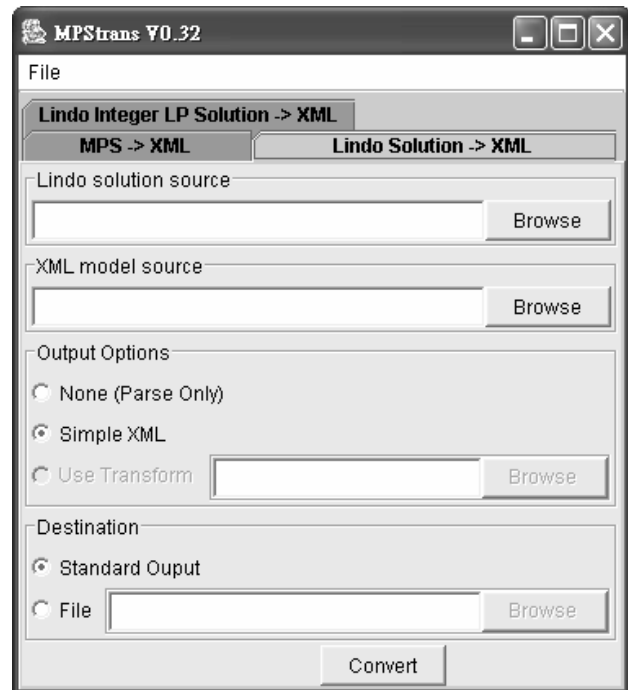 MPStrans V0.32
File
Lindo Integer LP Solution -> XML
MPS -> XML Lindo Solution -> XML
Lindo solution source
Browse
XML model source
Browse
Output Options
None (Parse Only)
Simple XML
Use Transform Browse
Destination
Standard Ouput
File Browse
Convert